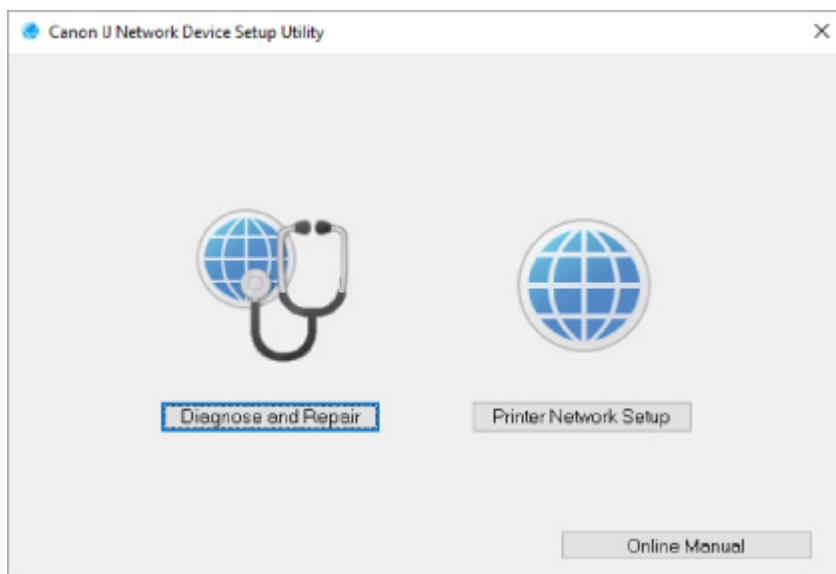 Canon IJ Network Device Setup Utility
Diagnose and Repair
Printer Network Setup
Online Manual